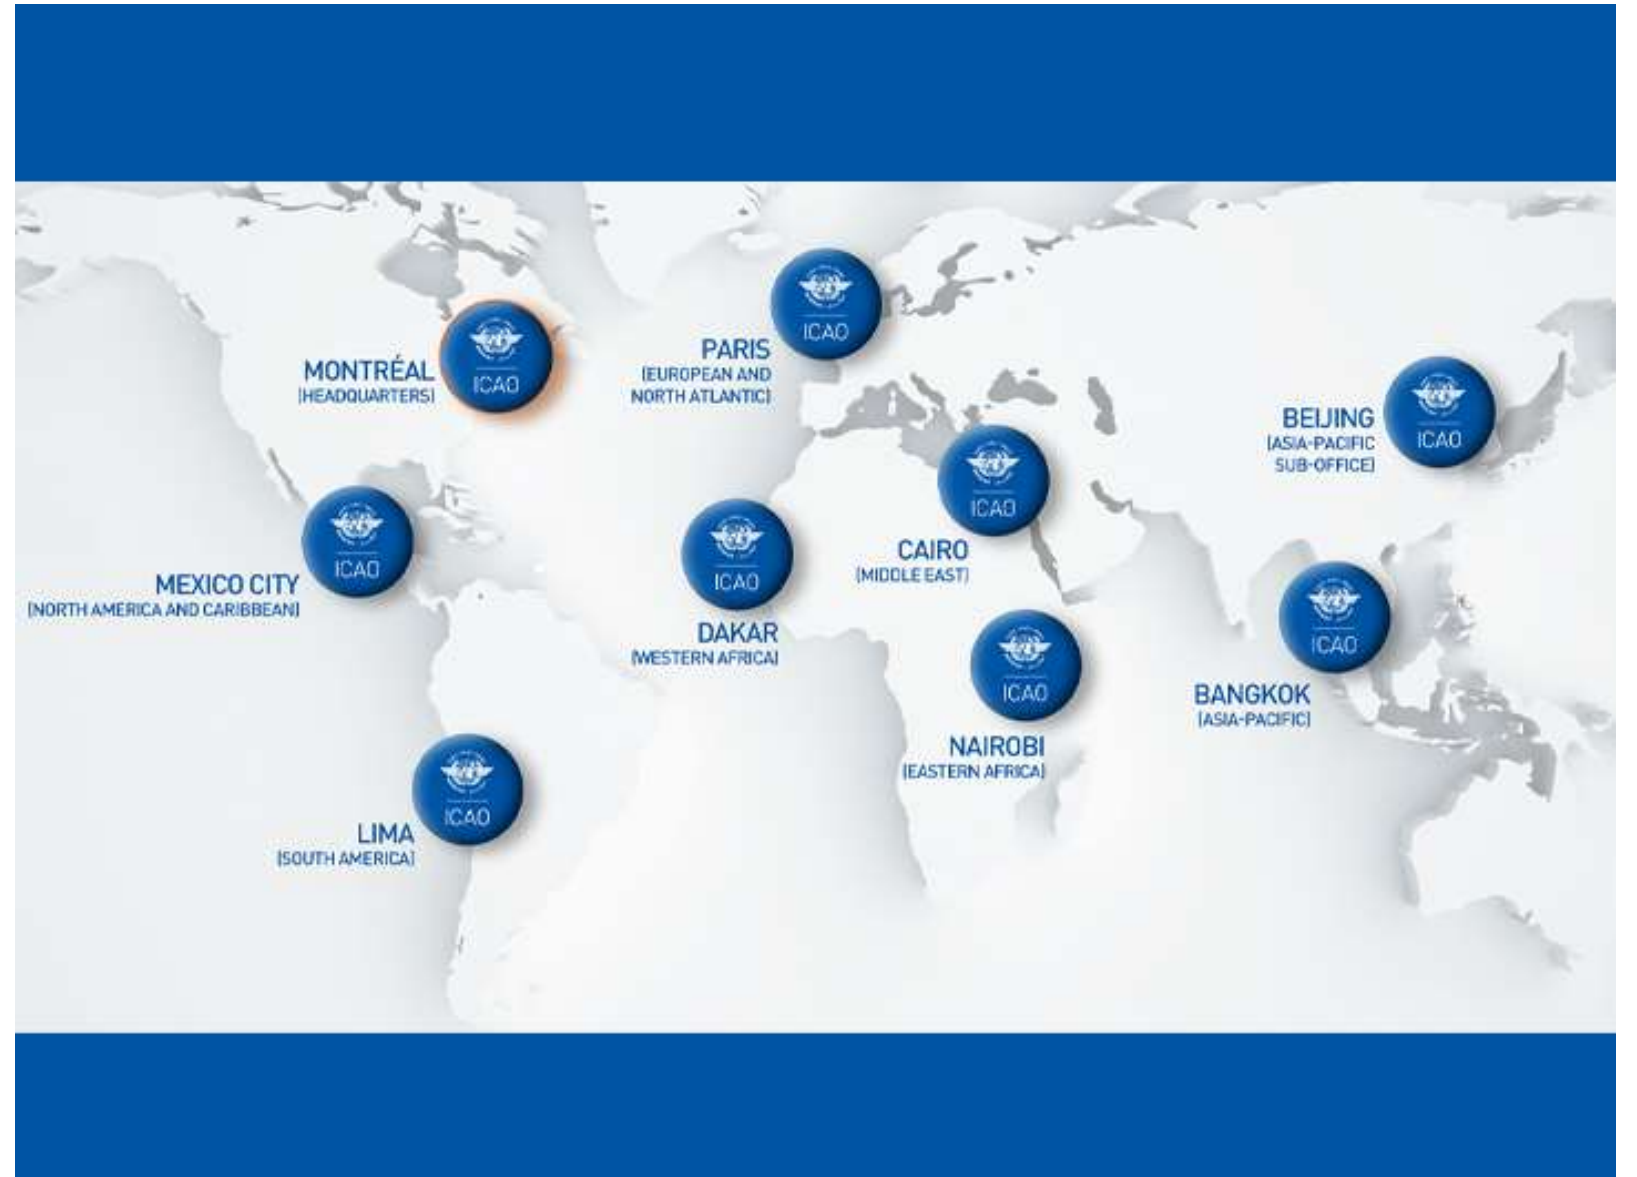 ICAO
PARIS
(EUROPEAN AND
NORTH ATLANTIC)
ICAO
MONTRÉAL
(HEADQUARTERS)
ICAO
BEIJING
(ASIA-PACIFIC
SUB-OFFICE)
ICAO
CAIRO
(MIDDLE EAST)
ICAO
MEXICO CITY
(NORTH AMERICA AND CARIBBEAN)
ICAO
DAKAR
(WESTERN AFRICA)
ICAO
BANGKOK
(ASIA-PACIFIC)
ICAO
NAIROBI
(EASTERN AFRICA)
ICAO
LIMA
(SOUTH AMERICA)